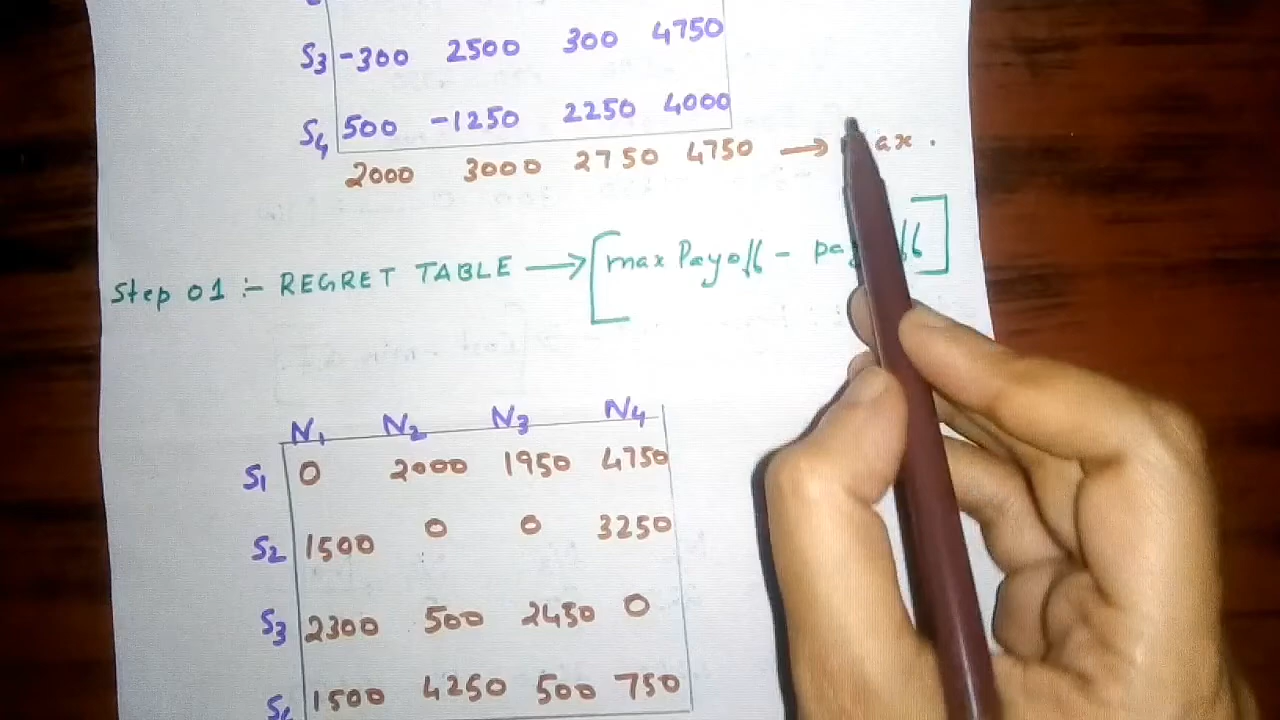 S3 -300 2500 300 4750
S4 500 -1250 2250 4000
2000 3000 2750 4750 → ax.
Step 01 :- REGRET TABLE → [max Payoff - pa ff]
N1 N2 N3 N4
S1 0 2000 1950 4750
S2 1500 0 0 3250
S3 2300 500 2450 0
1500 4250 500 750